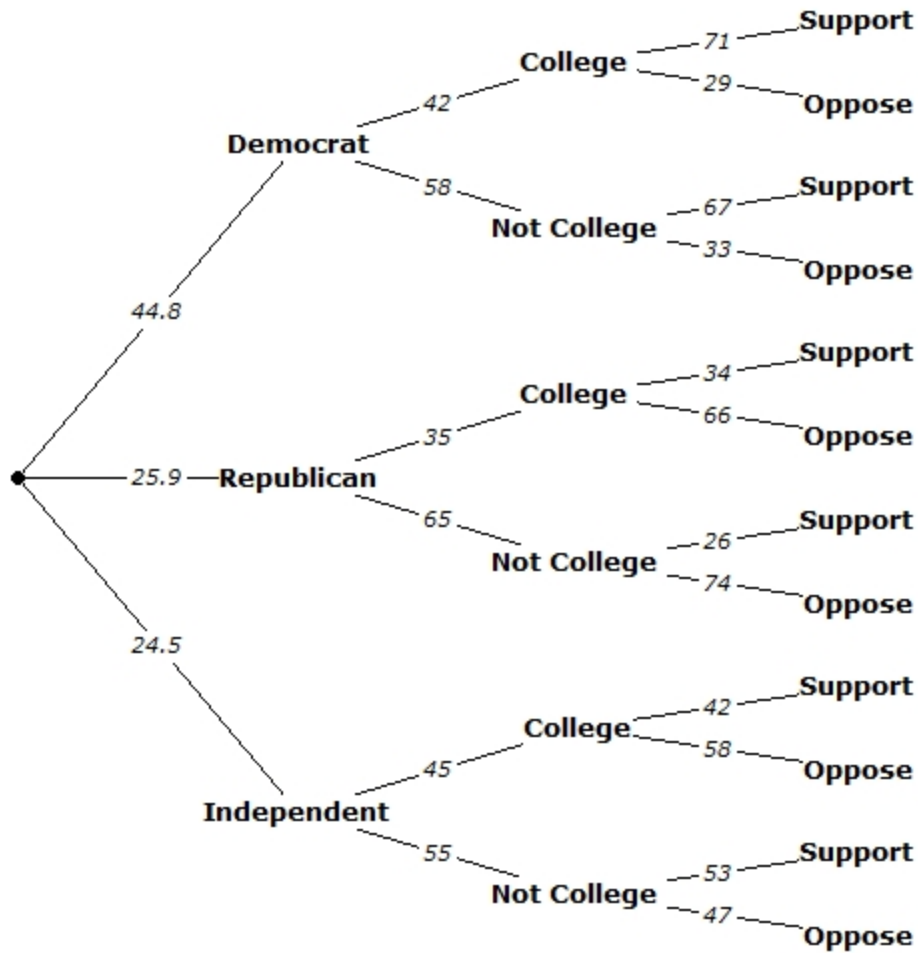 Support
71
College
42
29
Oppose
Democrat
58
Support
67
Not College
33
Oppose
44.8
Support
34
College
35
66
Oppose
25.9
Republican
65
Support
26
Not College
74
Oppose
24.5
Support
42
College
45
58
Oppose
Independent
55
Support
53
Not College
47
Oppose